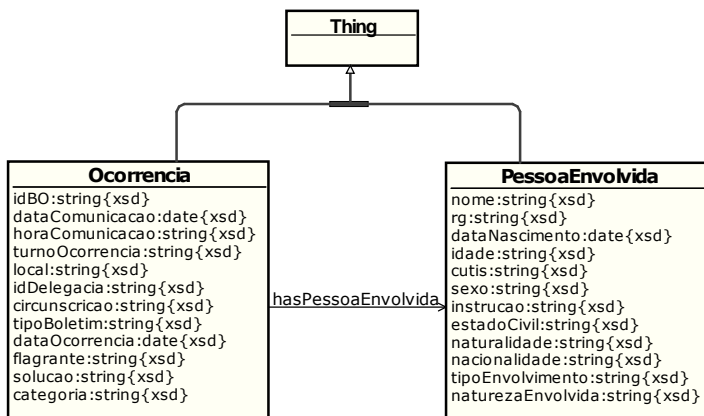 Thing
Ocorrencia
idBO:string{xsd}
dataComunicacao:date{xsd}
horaComunicacao:string{xsd}
turnoOcorrencia:string{xsd}
local:string{xsd}
idDelegacia:string{xsd}
circunscricao:string{xsd}
tipoBoletim:string{xsd}
dataOcorrencia:date{xsd}
flagrante:string{xsd}
solucao:string{xsd}
categoria:string{xsd}
hasPessoaEnvolvida
PessoaEnvolvida
nome:string{xsd}
rg:string{xsd}
dataNascimento:date{xsd}
idade:string{xsd}
cutis:string{xsd}
sexo:string{xsd}
instrucao:string{xsd}
estadoCivil:string{xsd}
naturalidade:string{xsd}
nacionalidade:string{xsd}
tipoEnvolvimento:string{xsd}
naturezaEnvolvida:string{xsd}